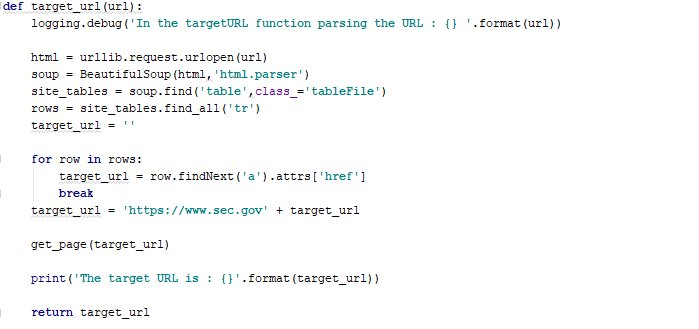 def target_url(url):
    logging.debug('In the targetURL function parsing the URL : {} '.format(url))
    html = urllib.request.urlopen(url)
    soup = BeautifulSoup(html,'html.parser')
    site_tables = soup.find('table',class_='tableFile')
    rows = site_tables.find_all('tr')
    target_url = ''
    for row in rows:
        target_url = row.findNext('a').attrs['href']
        break
    target_url = 'https://www.sec.gov' + target_url
    get_page(target_url)
    print('The target URL is : {}'.format(target_url))
    return target_url